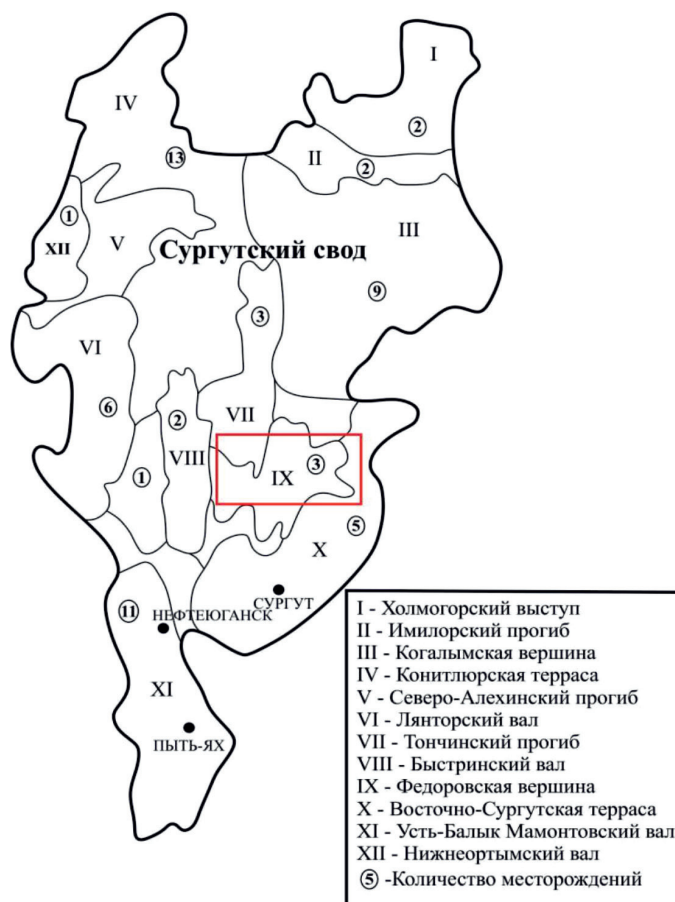 I
IV
②
⑬
II
②
①
III
V
XII
Сургутский свод
⑨
③
VI
⑥
②
VII
VIII
③
①
IX
⑤
X
СУРГУТ
⑪
НЕФТЕЮГАНСК
XI
ПЫТЬ-ЯХ
I - Холмогорский выступ
II - Имилорский прогиб
III - Когалымская вершина
IV - Конитлюрская терраса
V - Северо-Алехинский прогиб
VI - Лянторский вал
VII - Тончинский прогиб
VIII - Быстринский вал
IX - Федоровская вершина
X - Восточно-Сургутская терраса
XI - Усть-Балык Мамонтовский вал
XII - Нижнеортымский вал
⑤ -Количество месторождений